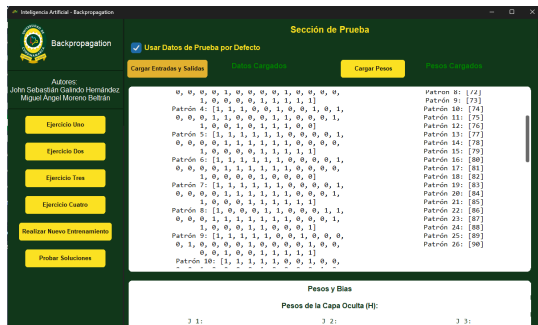 Inteligencia Artificial - Backpropagation
Backpropagation
Autores:
John Sebastián Galindo Hernández
Miguel Ángel Moreno Beltrán
Ejercicio Uno
Ejercicio Dos
Ejercicio Tres
Ejercicio Cuatro
Realizar Nuevo Entrenamiento
Probar Soluciones
Sección de Prueba
Usar Datos de Prueba por Defecto
Cargar Entradas y Salidas
Datos Cargados
Cargar Pesos
Pesos Cargados
0, 0, 0, 0, 1, 0, 0, 0, 0, 1, 0, 0, 0, 0,
1, 0, 0, 0, 0, 1, 1, 1, 1, 1]
Patrón 4: [1, 1, 1, 0, 0, 1, 0, 0, 1, 0, 1,
0, 0, 0, 1, 1, 0, 0, 0, 1, 1, 0, 0, 0, 1,
1, 0, 0, 1, 0, 1, 1, 1, 0, 0]
Patrón 5: [1, 1, 1, 1, 1, 1, 0, 0, 0, 0, 1,
0, 0, 0, 0, 1, 1, 1, 1, 1, 1, 0, 0, 0, 0,
1, 0, 0, 0, 0, 1, 1, 1, 1, 1]
Patrón 6: [1, 1, 1, 1, 1, 1, 0, 0, 0, 0, 1,
0, 0, 0, 0, 1, 1, 1, 1, 1, 1, 0, 0, 0, 0,
1, 0, 0, 0, 0, 1, 0, 0, 0, 0]
Patrón 7: [1, 1, 1, 1, 1, 1, 0, 0, 0, 0, 1,
0, 0, 0, 0, 1, 1, 1, 1, 1, 1, 0, 0, 0, 1,
1, 0, 0, 0, 1, 1, 1, 1, 1, 1]
Patrón 8: [1, 0, 0, 0, 1, 1, 0, 0, 0, 1, 1,
0, 0, 0, 1, 1, 1, 1, 1, 1, 1, 0, 0, 0, 1,
1, 0, 0, 0, 1, 1, 0, 0, 0, 1]
Patrón 9: [1, 1, 1, 1, 1, 0, 0, 1, 0, 0, 0,
0, 1, 0, 0, 0, 0, 1, 0, 0, 0, 0, 1, 0, 0,
0, 0, 1, 0, 0, 1, 1, 1, 1, 1]
Patrón 10: [1, 1, 1, 1, 1, 0, 0, 1, 0, 0,
Patrón 8: [72]
Patrón 9: [73]
Patrón 10: [74]
Patrón 11: [75]
Patrón 12: [76]
Patrón 13: [77]
Patrón 14: [78]
Patrón 15: [79]
Patrón 16: [80]
Patrón 17: [81]
Patrón 18: [82]
Patrón 19: [83]
Patrón 20: [84]
Patrón 21: [85]
Patrón 22: [86]
Patrón 23: [87]
Patrón 24: [88]
Patrón 25: [89]
Patrón 26: [90]
Pesos y Bias
Pesos de la Capa Oculta (H):
J 1:
J 2:
J 3: